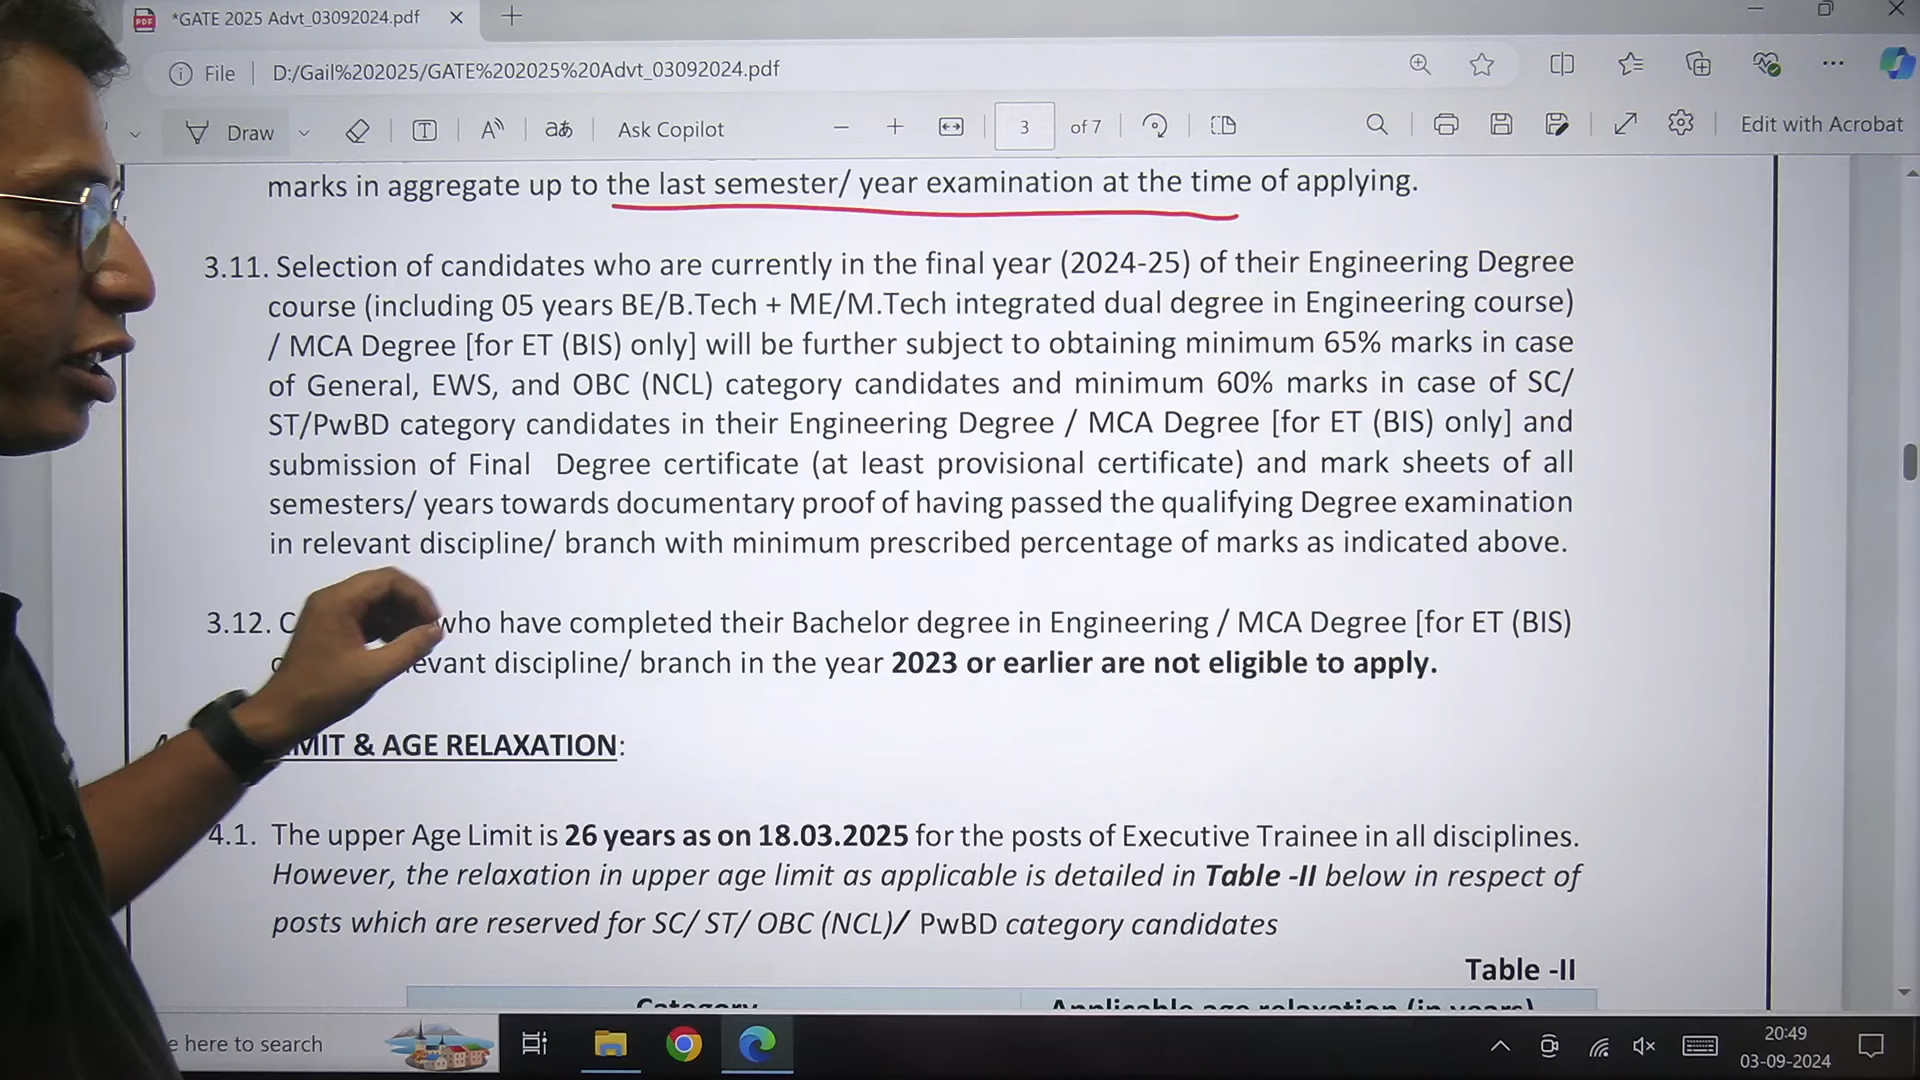 *GATE 2025 Advt_03092024.pdf
File
D:/Gail%202025/GATE%202025%20Advt_03092024.pdf
Draw
Ask Copilot
3 of 7
Edit with Acrobat
marks in aggregate up to the last semester/ year examination at the time of applying.
3.11. Selection of candidates who are currently in the final year (2024-25) of their Engineering Degree
course (including 05 years BE/B.Tech + ME/M.Tech integrated dual degree in Engineering course)
/ MCA Degree [for ET (BIS) only] will be further subject to obtaining minimum 65% marks in case
of General, EWS, and OBC (NCL) category candidates and minimum 60% marks in case of SC/
ST/PwBD category candidates in their Engineering Degree / MCA Degree [for ET (BIS) only] and
submission of Final Degree certificate (at least provisional certificate) and mark sheets of all
semesters/ years towards documentary proof of having passed the qualifying Degree examination
in relevant discipline/ branch with minimum prescribed percentage of marks as indicated above.
3.12. who have completed their Bachelor degree in Engineering / MCA Degree [for ET (BIS)
discipline/ branch in the year 2023 or earlier are not eligible to apply.
& AGE RELAXATION:
4.1. The upper Age Limit is 26 years as on 18.03.2025 for the posts of Executive Trainee in all disciplines.
However, the relaxation in upper age limit as applicable is detailed in Table -II below in respect of
posts which are reserved for SC/ ST/ OBC (NCL)/ PwBD category candidates
Table -II
Category Applicable age relaxation (in years)
here to search
20:49
03-09-2024